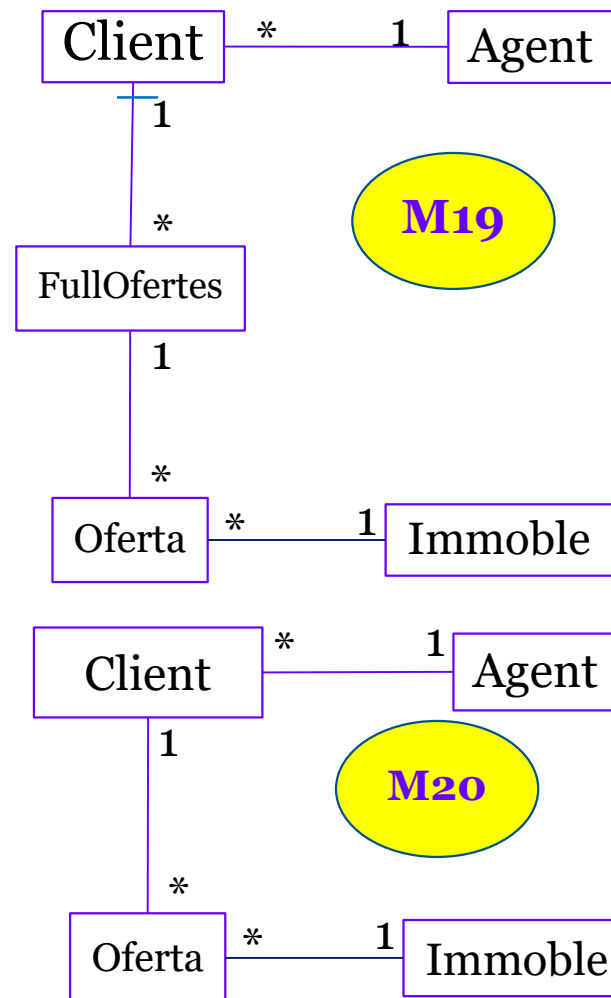 Client * 1 Agent
1
M19
*
FullOfertes
1
*
Oferta * 1 Immoble
Client * 1 Agent
1
M20
*
Oferta * 1 Immoble